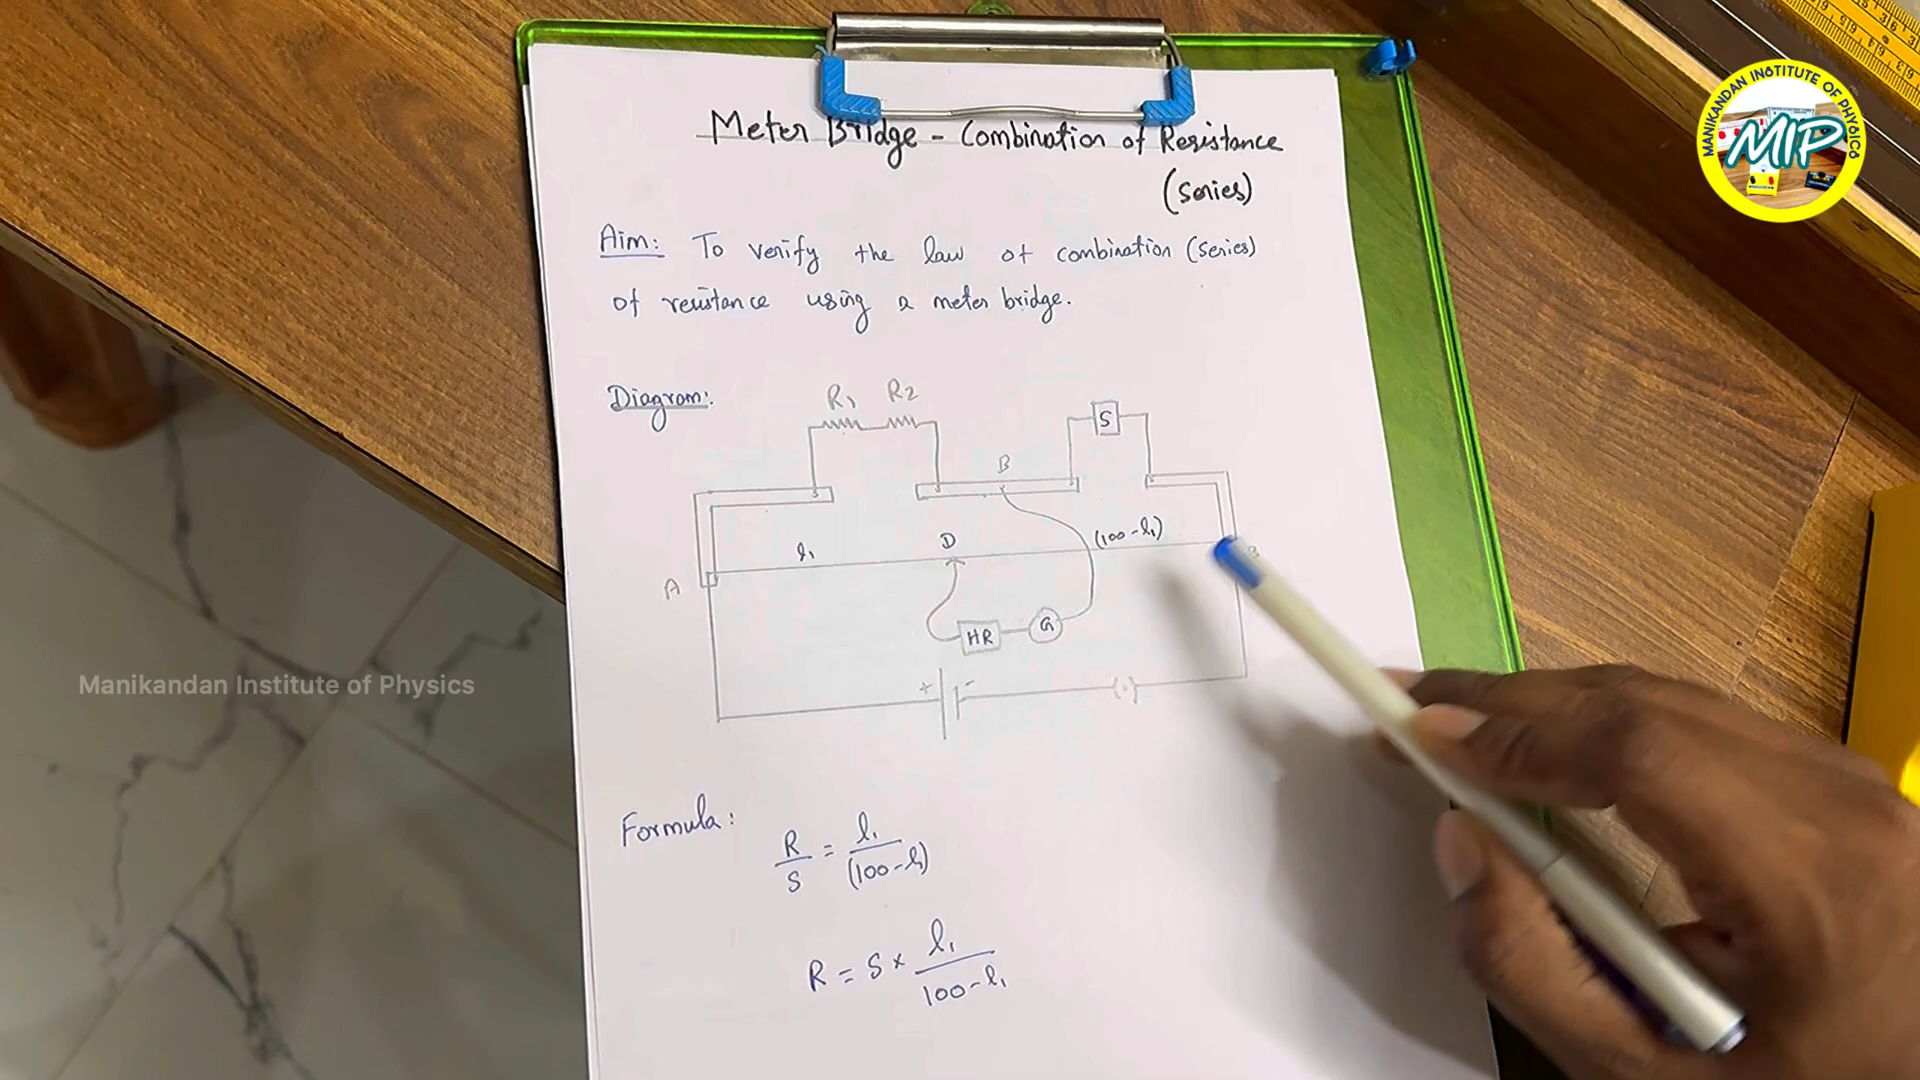 MANIKANDAN INSTITUTE OF PHYSICS
MIP
Meter Bridge - Combination of Resistance
(series)
Aim: To verify the law of combination (series)
of resistance using a meter bridge.
Diagram:
R₁ R₂
S
B
l₁ D (100-l₁)
A
HR G
+ -
Manikandan Institute of Physics
Formula: R/S = l₁/(100-l₁)
R = S × l₁/100-l₁